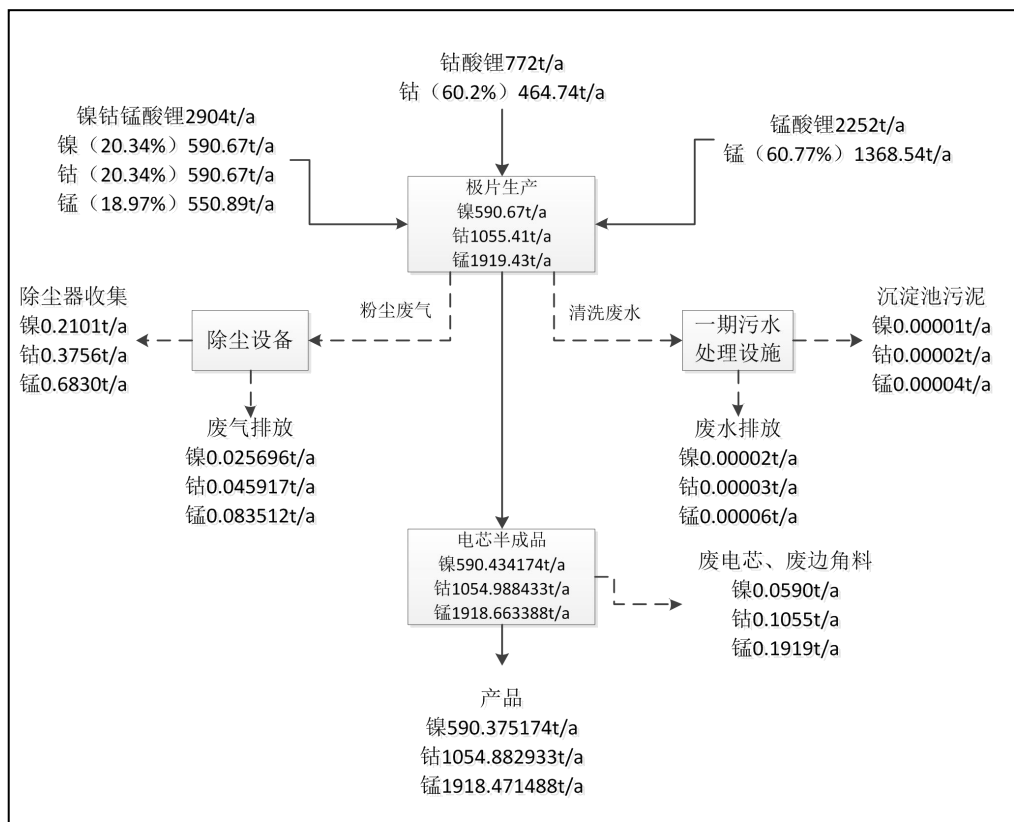 钴酸锂772t/a
钴（60.2%）464.74t/a
镍钴锰酸锂2904t/a
镍（20.34%）590.67t/a
钴（20.34%）590.67t/a
锰（18.97%）550.89t/a
锰酸锂2252t/a
锰（60.77%）1368.54t/a
极片生产
镍590.67t/a
钴1055.41t/a
锰1919.43t/a
粉尘废气
清洗废水
除尘器收集
镍0.2101t/a
钴0.3756t/a
锰0.6830t/a
除尘设备
一期污水
处理设施
沉淀池污泥
镍0.00001t/a
钴0.00002t/a
锰0.00004t/a
废气排放
镍0.025696t/a
钴0.045917t/a
锰0.083512t/a
废水排放
镍0.00002t/a
钴0.00003t/a
锰0.00006t/a
电芯半成品
镍590.434174t/a
钴1054.988433t/a
锰1918.663388t/a
废电芯、废边角料
镍0.0590t/a
钴0.1055t/a
锰0.1919t/a
产品
镍590.375174t/a
钴1054.882933t/a
锰1918.471488t/a